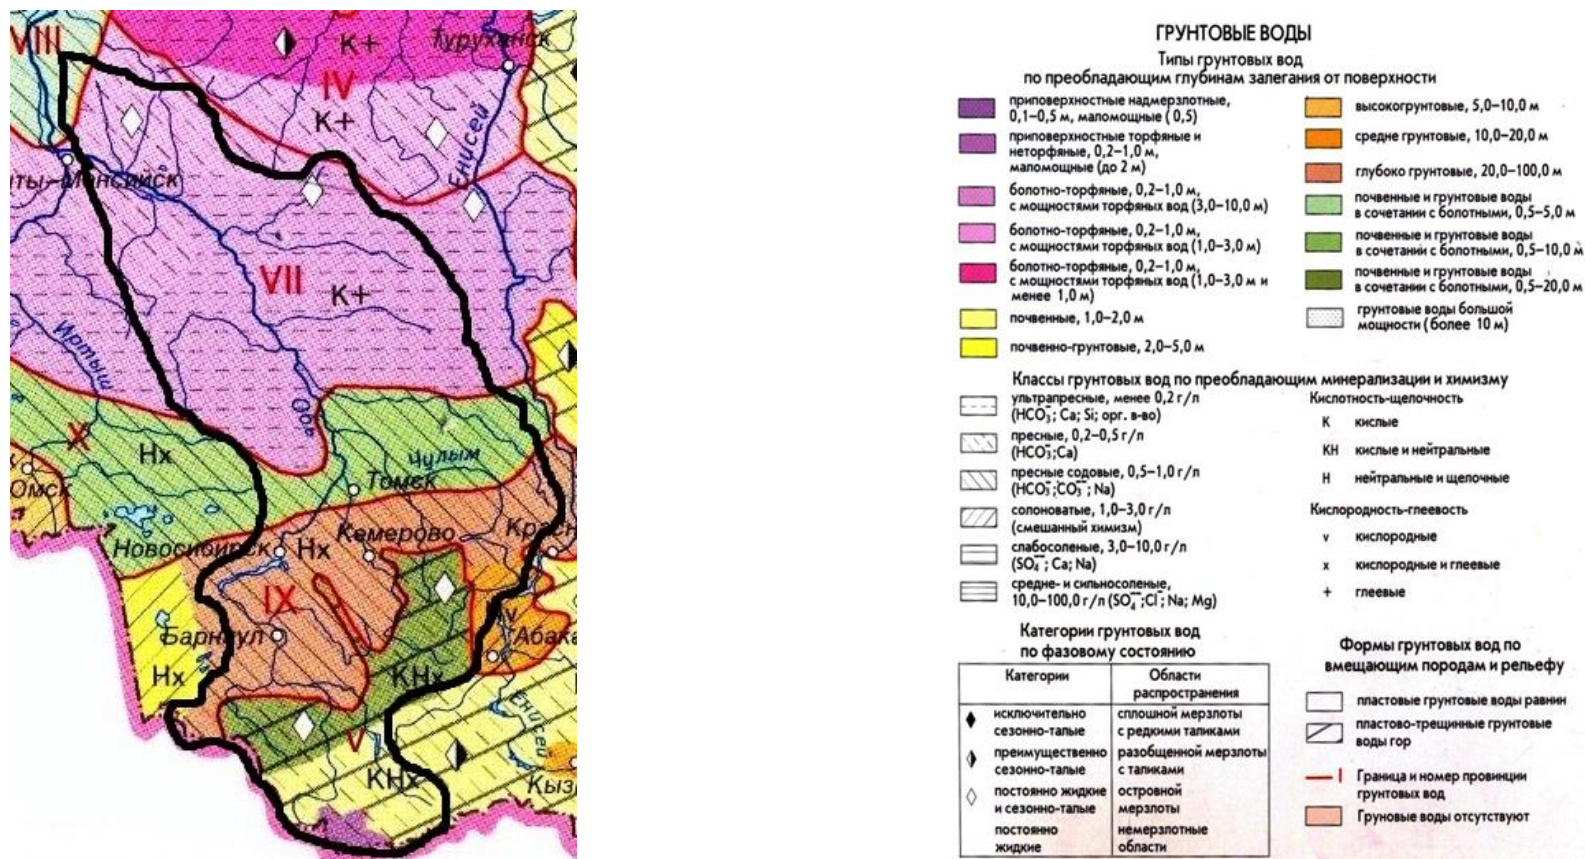 VIII
К+
Туруханск
IV
К+
Енисей
VII
К+
Иртыш
Обь
X
Нх
Чулым
Омск
Томск
Кемерово
Новосибирск
Нх
IX
v
Барнаул
Нх
КНх
V
КНх
Енисей
ГРУНТОВЫЕ ВОДЫ
Типы грунтовых вод
по преобладающим глубинам залегания от поверхности
приповерхностные надмерзлотные,
0,1–0,5 м, маломощные ( 0,5)
приповерхностные торфяные и
неторфяные, 0,2–1,0 м,
маломощные (до 2 м)
болотно-торфяные, 0,2–1,0 м,
с мощностями торфяных вод (3,0–10,0 м)
болотно-торфяные, 0,2–1,0 м,
с мощностями торфяных вод (1,0–3,0 м)
болотно-торфяные, 0,2–1,0 м,
с мощностями торфяных вод (1,0–3,0 м и
менее 1,0 м)
почвенные, 1,0–2,0 м
почвенно-грунтовые, 2,0–5,0 м
высокогрунтовые, 5,0–10,0 м
средне грунтовые, 10,0–20,0 м
глубоко грунтовые, 20,0–100,0 м
почвенные и грунтовые воды
в сочетании с болотными, 0,5–5,0 м
почвенные и грунтовые воды
в сочетании с болотными, 0,5–10,0 м
почвенные и грунтовые воды
в сочетании с болотными, 0,5–20,0 м
грунтовые воды большой
мощности (более 10 м)
Классы грунтовых вод по преобладающим минерализации и химизму
ультрапресные, менее 0,2 г/л
(HCO₃⁻; Ca; Si; орг. в-во)
пресные, 0,2–0,5 г/л
(HCO₃⁻;Ca)
пресные содовые, 0,5–1,0 г/л
(HCO₃⁻;CO₃⁻⁻; Na)
солоноватые, 1,0–3,0 г/л
(смешанный химизм)
слабосоленые, 3,0–10,0 г/л
(SO₄⁻⁻; Ca; Na)
средне- и сильносоленые,
10,0–100,0 г/л (SO₄⁻⁻;Cl⁻; Na; Mg)
Кислотность-щелочность
К кислые
КН кислые и нейтральные
Н нейтральные и щелочные
Кислородность-глеевость
v кислородные
х кислородные и глеевые
+ глеевые
Категории грунтовых вод
по фазовому состоянию
Категории Области
распространения
исключительно сплошной мерзлоты
сезонно-талые с редкими таликами
преимущественно разобщенной мерзлоты
сезонно-талые с таликами
постоянно жидкие островной
и сезонно-талые мерзлоты
постоянно немерзлотные
жидкие области
Формы грунтовых вод по
вмещающим породам и рельефу
пластовые грунтовые воды равнин
пластово-трещинные грунтовые
воды гор
I Граница и номер провинции
грунтовых вод
Груновые воды отсутствуют